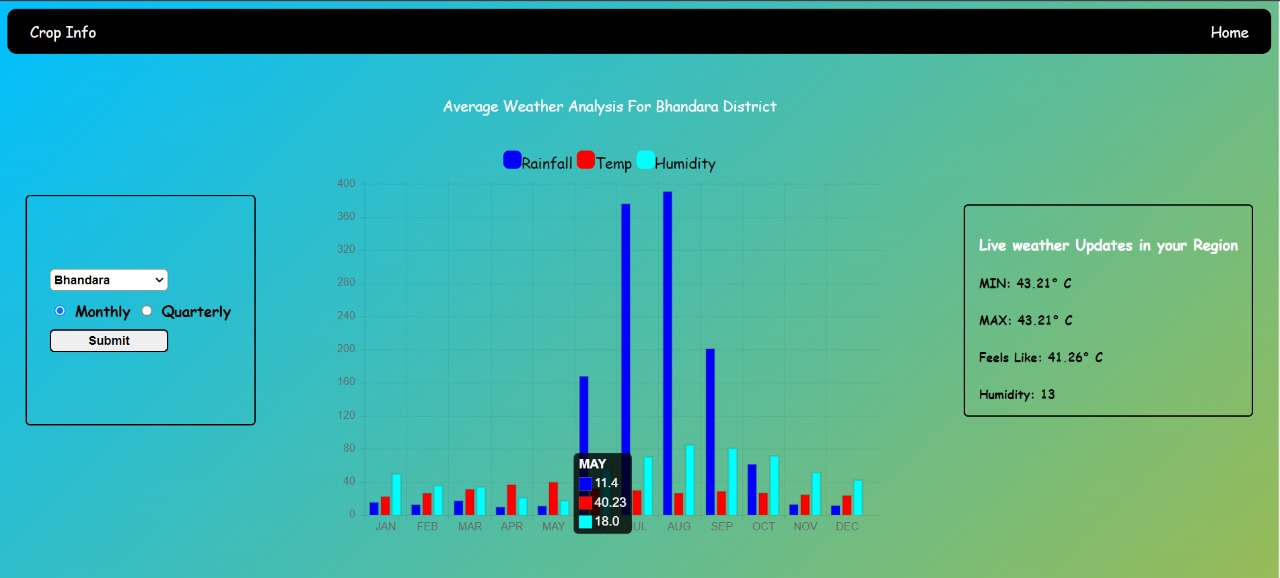 Crop Info
Home
Average Weather Analysis For Bhandara District
Rainfall Temp Humidity
Bhandara
Monthly Quarterly
Submit
400
360
320
280
240
200
160
120
80
40
0
JAN FEB MAR APR MAY UL AUG SEP OCT NOV DEC
MAY
11.4
40.23
18.0
Live weather Updates in your Region
MIN: 43.21° C
MAX: 43.21° C
Feels Like: 41.26° C
Humidity: 13